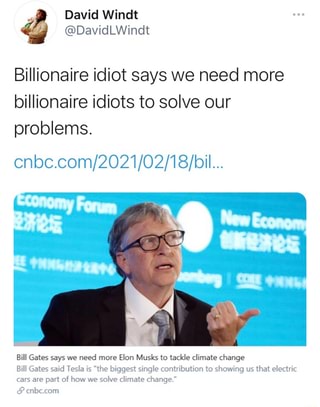 David Windt
@DavidLWindt
Billionaire idiot says we need more
billionaire idiots to solve our
problems.
cnbc.com/2021/02/18/bil...
Economy Forum
经济论坛
New Econom
创新经济论坛
CCIEE
Bill Gates says we need more Elon Musks to tackle climate change
Bill Gates said Tesla is "the biggest single contribution to showing us that electric
cars are part of how we solve climate change."
cnbc.com